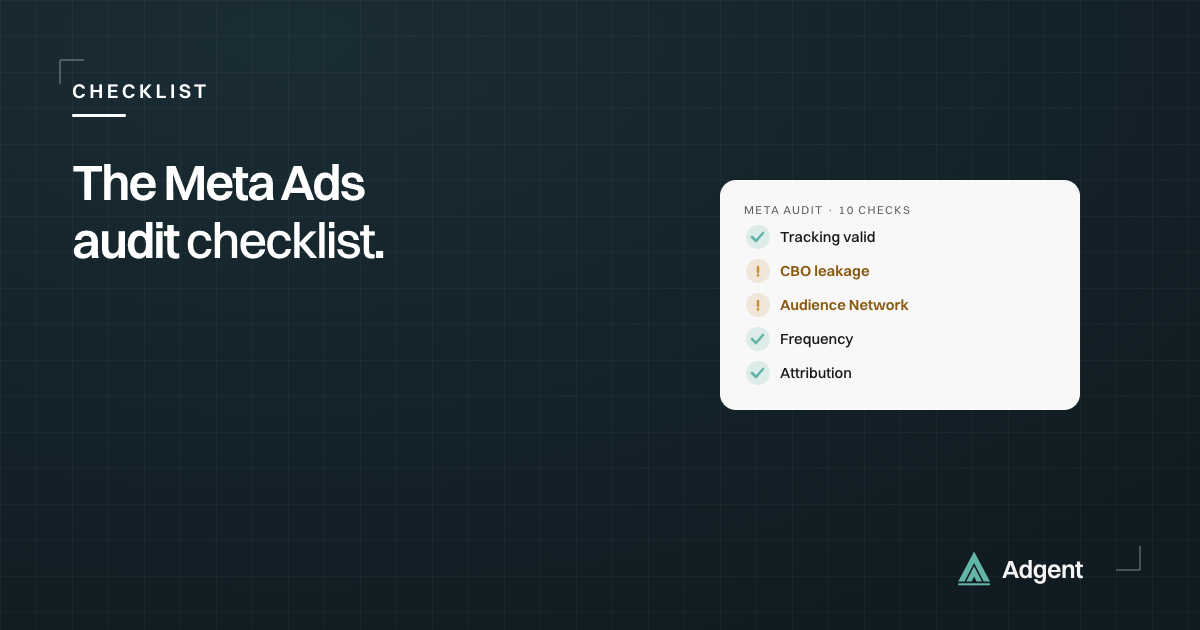 CHECKLIST
The Meta Ads
audit checklist.
META AUDIT · 10 CHECKS
Tracking valid
! CBO leakage
! Audience Network
Frequency
Attribution
Adgent